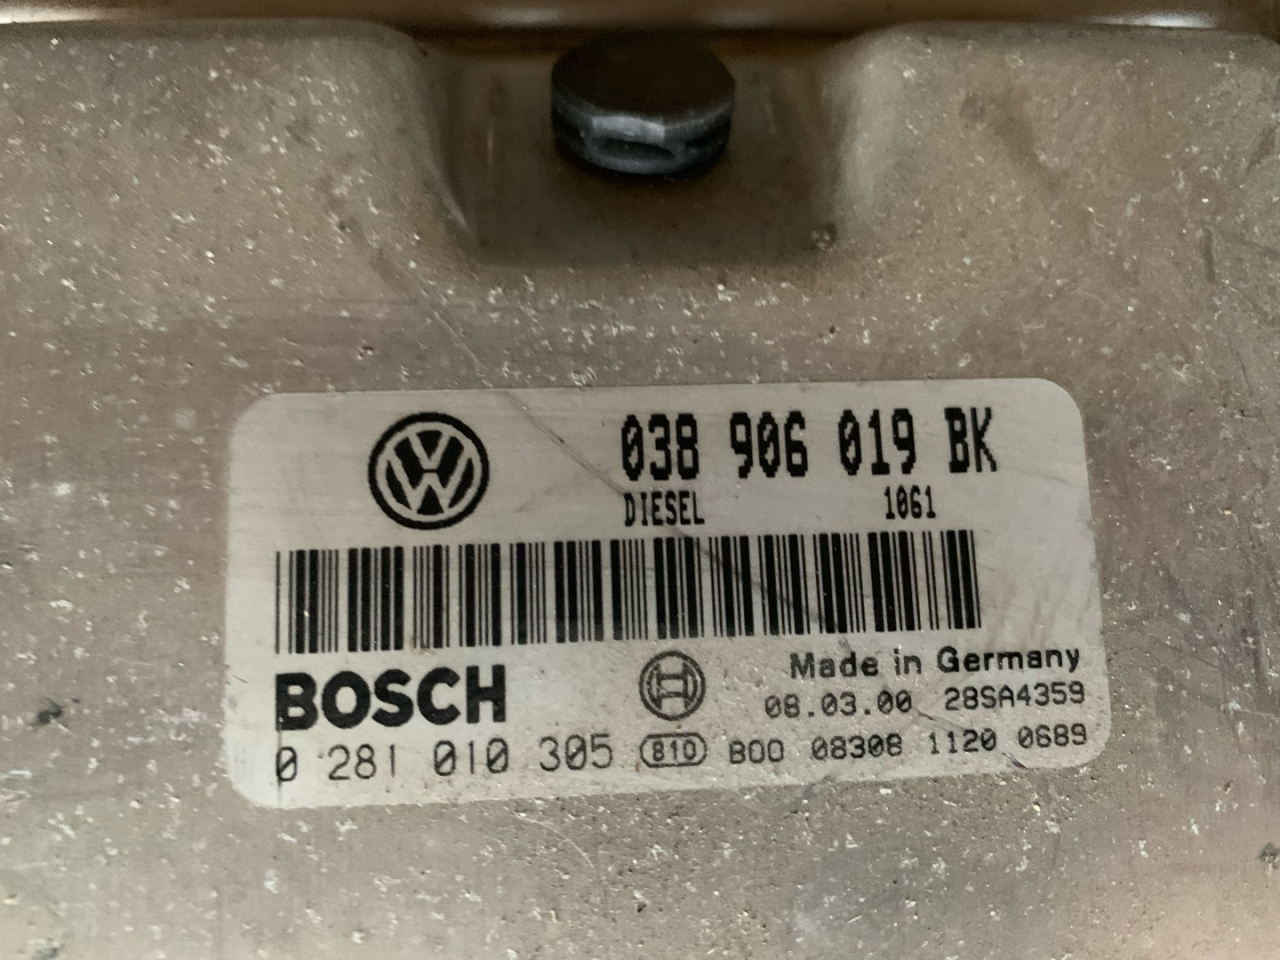 038 906 019 BK
DIESEL 1061
BOSCH
Made in Germany
08.03.00 28SA4359
0 281 010 305 810 B00 08308 1120 0689